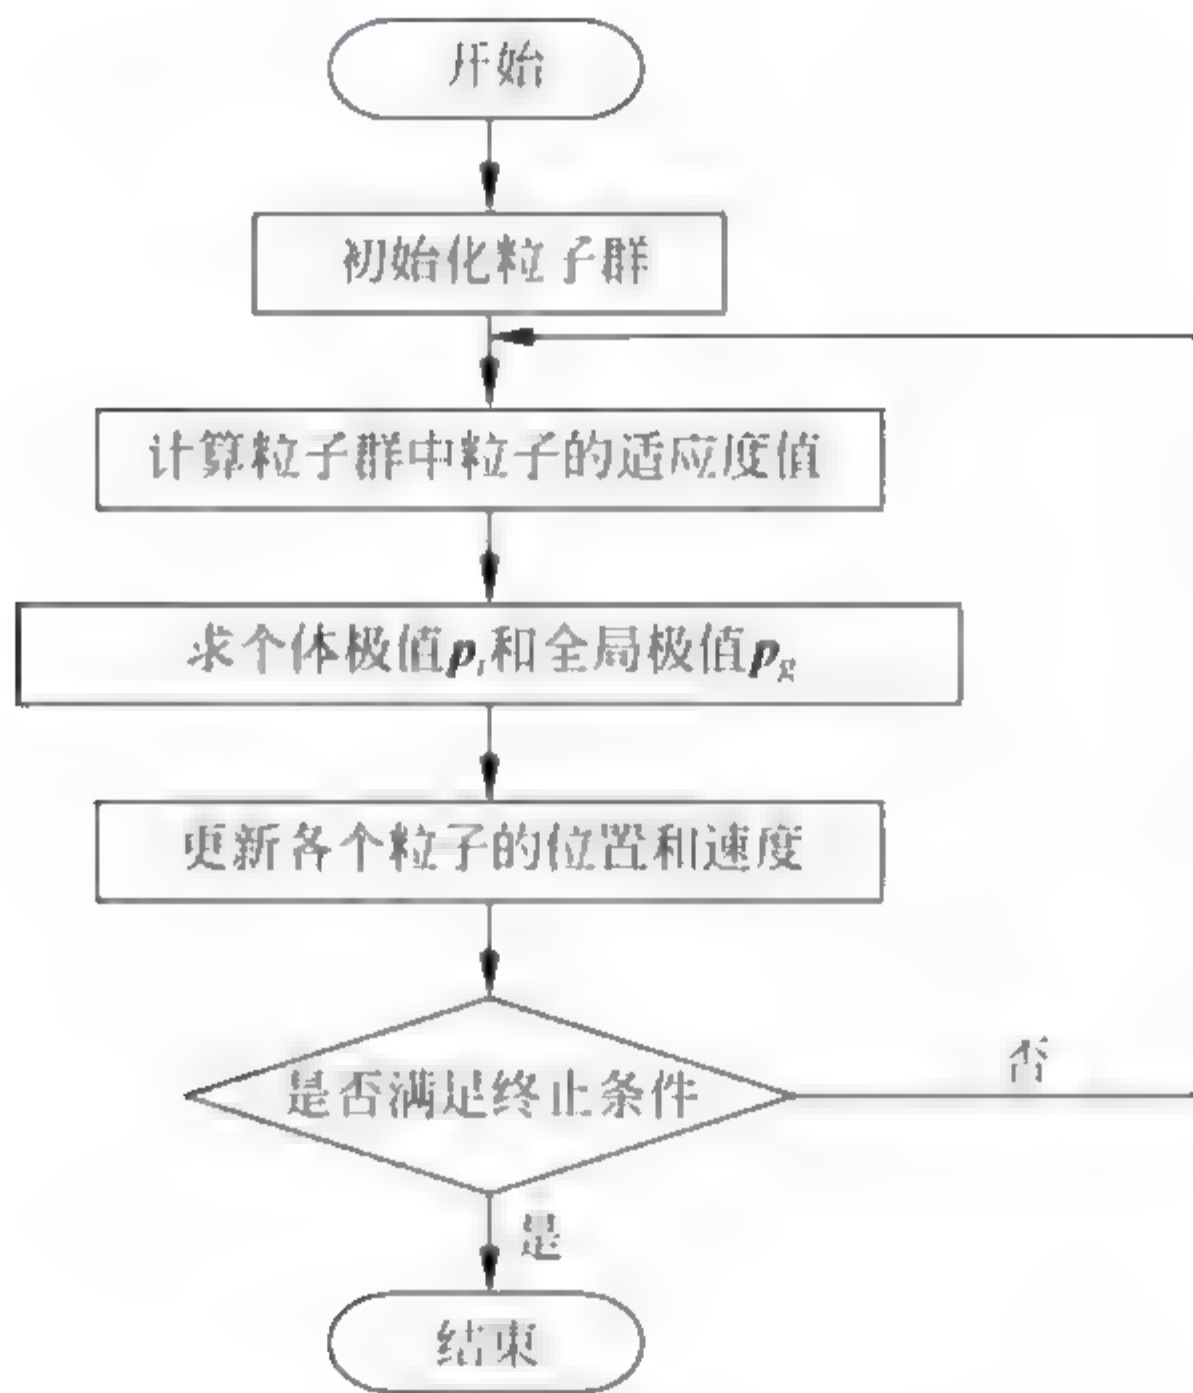 开始
初始化粒子群
计算粒子群中粒子的适应度值
求个体极值pᵢ和全局极值p_g
更新各个粒子的位置和速度
是否满足终止条件
否
是
结束